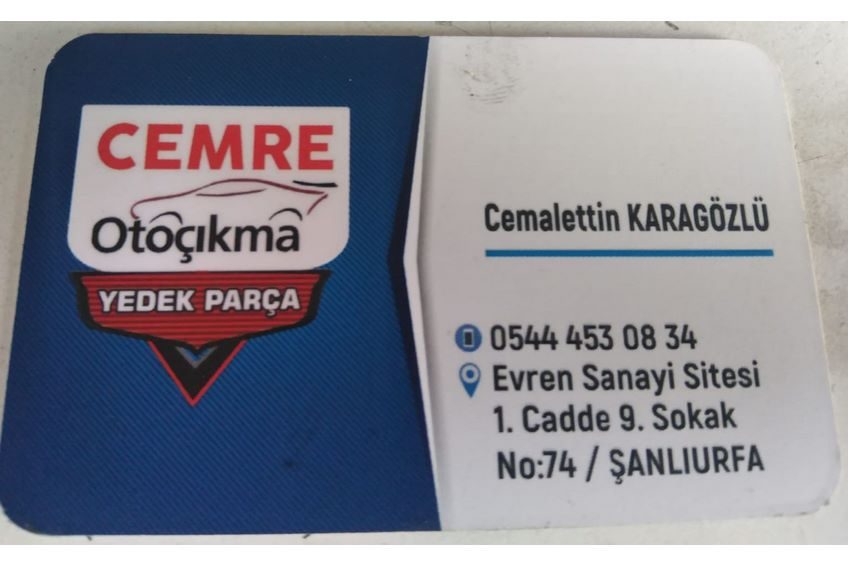 CEMRE
Otoçıkma
YEDEK PARÇA
Cemalettin KARAGÖZLÜ
0544 453 08 34
Evren Sanayi Sitesi
1. Cadde 9. Sokak
No:74 / ŞANLIURFA